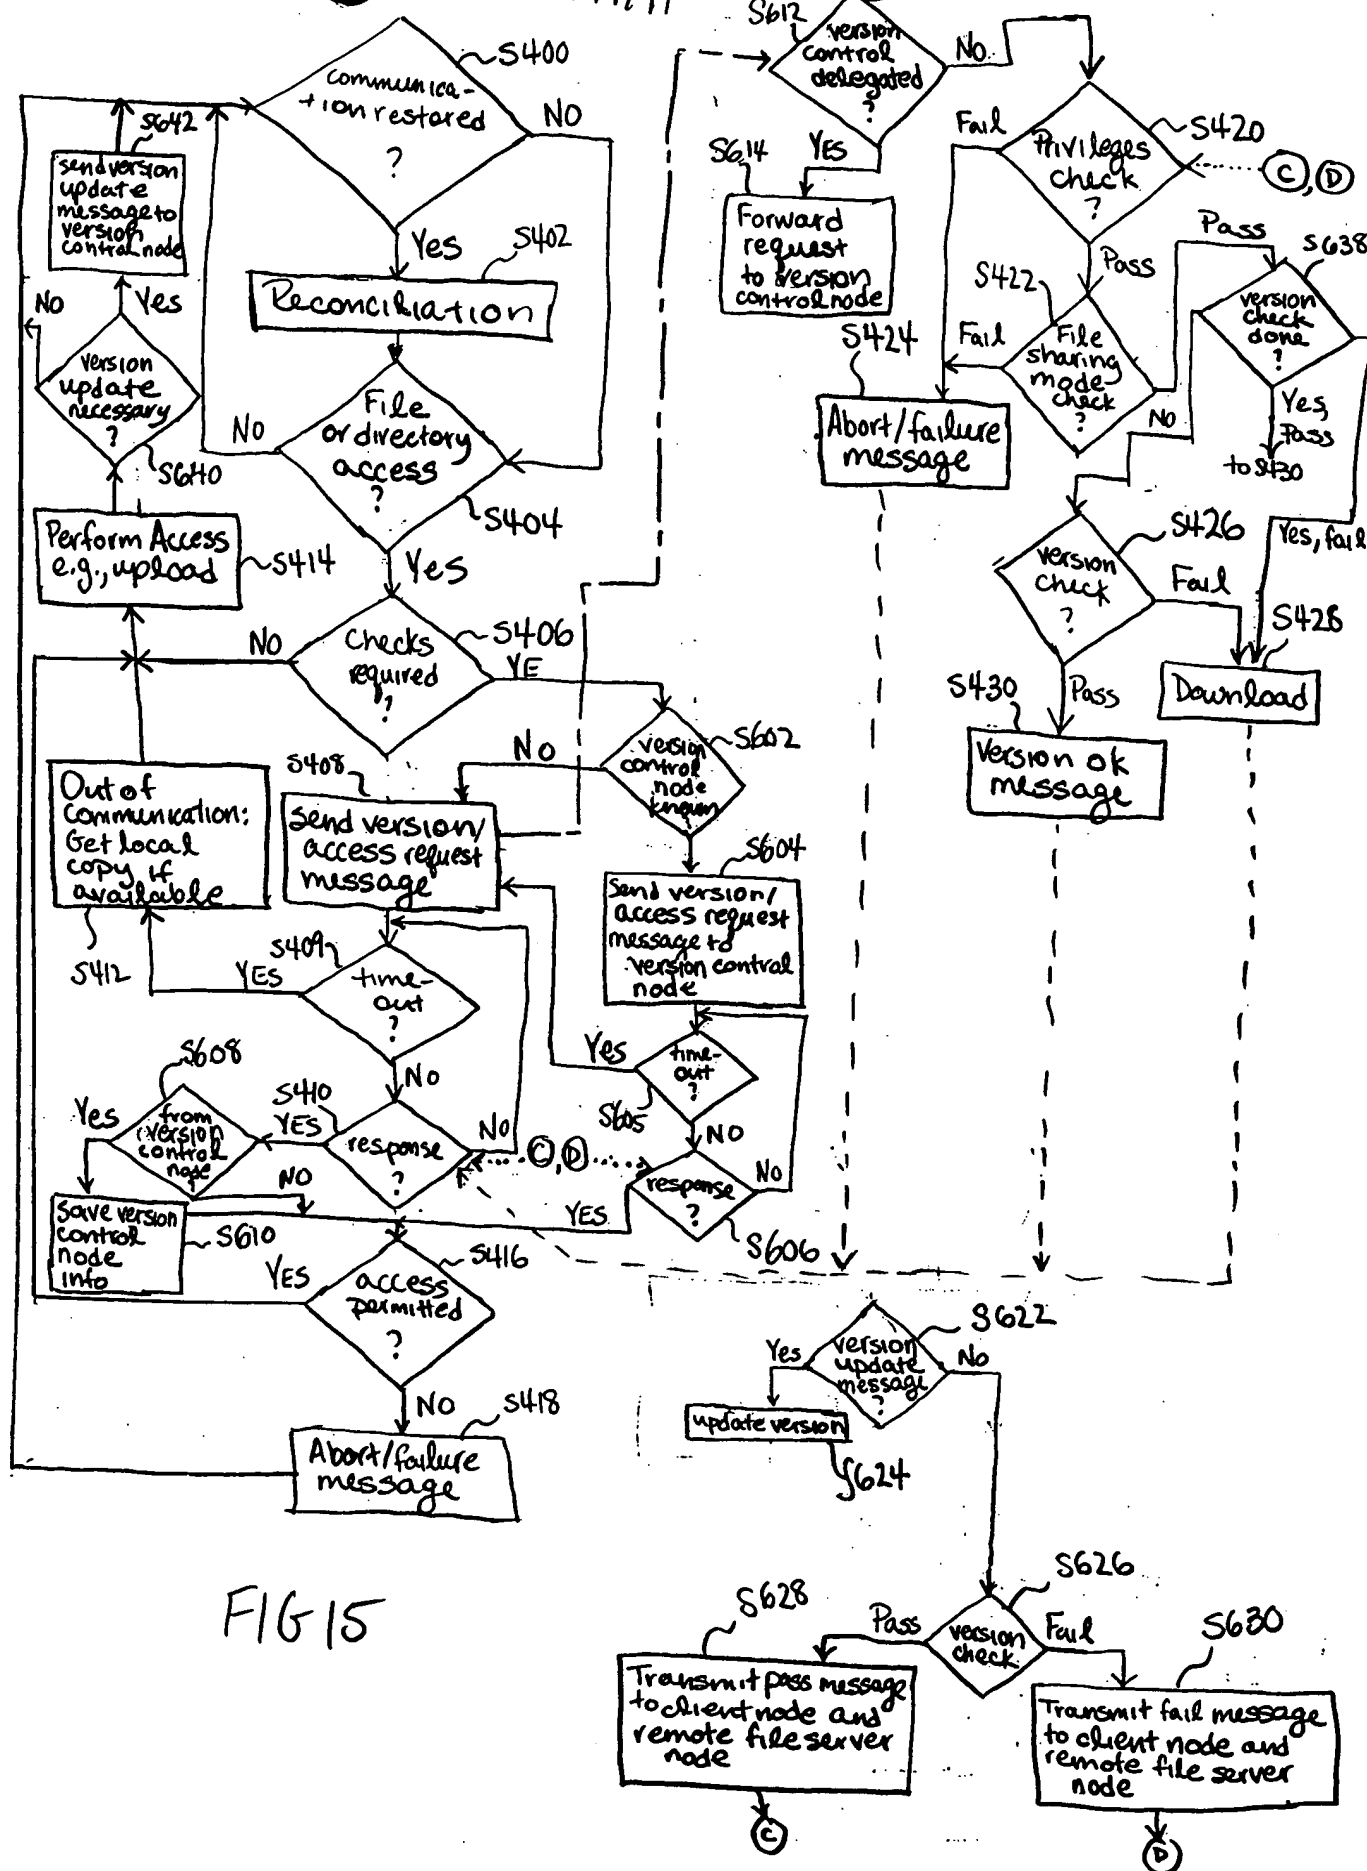 S400
communica-
tion restored
?
NO
Yes
S402
Reconciliation
S642
send version
update
message to
version
control node
NO
Yes
version
update
necessary
?
S640
File
or directory
access
?
NO
S404
Yes
Perform Access
e.g., upload
S414
Checks
required
?
S406
NO
YE
S602
version
control
node
known
NO
S408
Send version/
access request
message
Out of
communication:
Get local
copy if
available
S412
S604
Send version/
access request
message to
version control
node
S409
time-
out
?
YES
NO
time-
out
?
Yes
S605
NO
S608
from
version
control
node
Yes
NO
S410
YES
response
?
NO
C, D
response
?
NO
YES
S606
Save version
control
node
info
S610
S416
access
permitted
?
YES
NO
S418
Abort/failure
message
FIG 15
S612
version
control
delegated
?
No
YES
S614
Forward
request
to version
control node
S420
Privileges
check
?
Fail
Pass
C, D
S422
File
sharing
mode
check
?
Fail
Pass
S638
version
check
done
?
No
Yes,
Pass
to S430
Yes, fail
S424
Abort/failure
message
S426
version
check
?
Fail
Pass
S428
Download
S430
Version ok
message
S622
version
update
message
?
Yes
No
update version
S624
S626
version
check
Pass
Fail
S628
Transmit pass message
to client node and
remote file server
node
C
S630
Transmit fail message
to client node and
remote file server
node
D